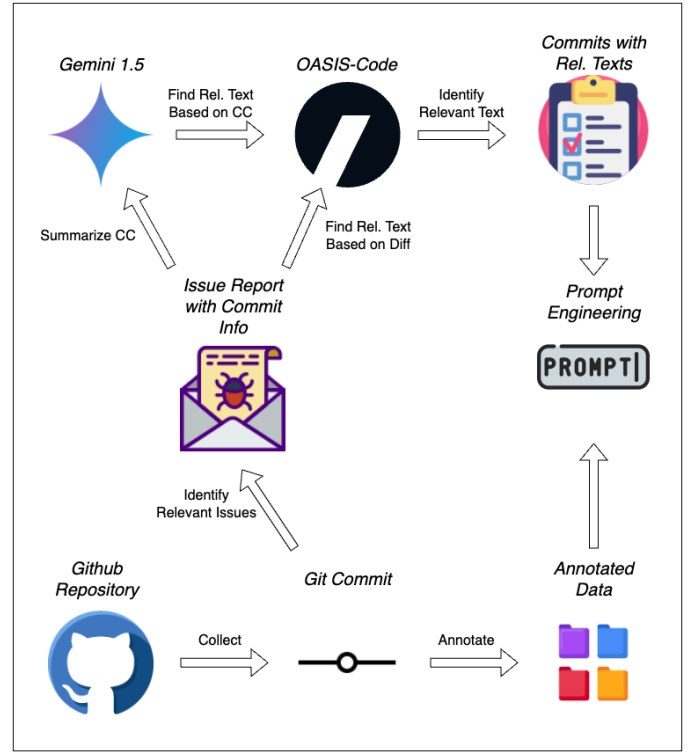 Gemini 1.5
OASIS-Code
Commits with
Rel. Texts
Find Rel. Text
Based on CC
Identify
Relevant Text
Summarize CC
Find Rel. Text
Based on Diff
Issue Report
with Commit
Info
Prompt
Engineering
PROMPT
Identify
Relevant Issues
Github
Repository
Git Commit
Annotated
Data
Collect
Annotate